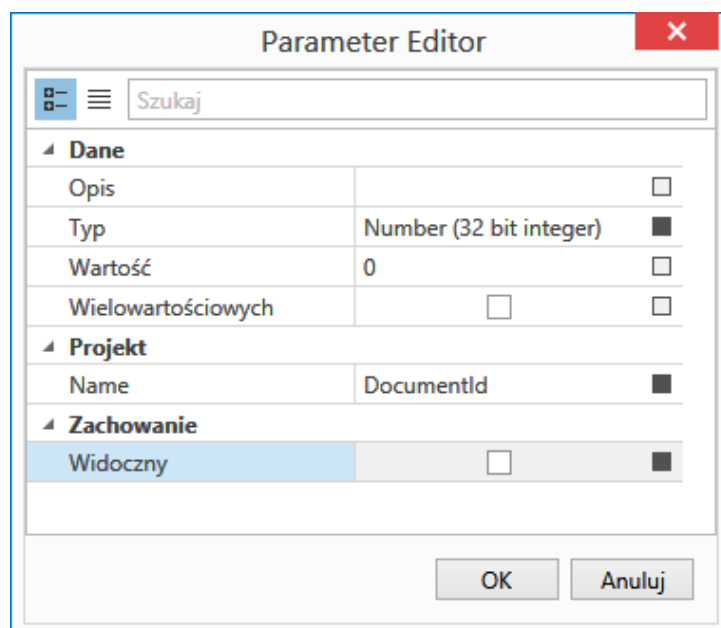 Parameter Editor
Szukaj
Dane
Opis
Typ Number (32 bit integer)
Wartość 0
Wielowartościowych
Projekt
Name DocumentId
Zachowanie
Widoczny
OK Anuluj